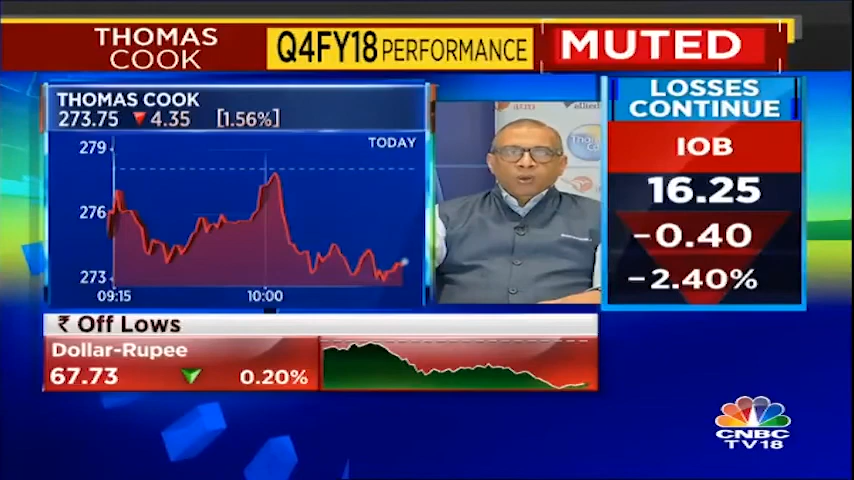 THOMAS
COOK
Q4FY18 PERFORMANCE
MUTED
THOMAS COOK
273.75 ▼ 4.35 [1.56%]
TODAY
279
276
273
09:15 10:00
LOSSES
CONTINUE
IOB
16.25
-0.40
-2.40%
₹ Off Lows
Dollar-Rupee
67.73 0.20%
CNBC
TV18